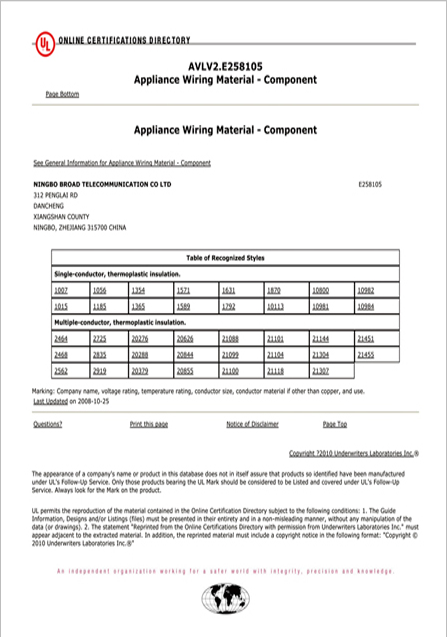 UL ONLINE CERTIFICATIONS DIRECTORY
AVLV2.E258105
Appliance Wiring Material - Component
Page Bottom
Appliance Wiring Material - Component
See General Information for Appliance Wiring Material - Component
NINGBO BROAD TELECOMMUNICATION CO LTD E258105
312 PENGLAI RD
DANCHENG
XIANGSHAN COUNTY
NINGBO, ZHEJIANG 315700 CHINA
Table of Recognized Styles
Single-conductor, thermoplastic insulation.
1007 1056 1354 1571 1631 1870 10800 10982
1015 1185 1365 1589 1792 10113 10981 10984
Multiple-conductor, thermoplastic insulation.
2464 2725 20276 20626 21088 21101 21144 21451
2468 2835 20288 20844 21099 21104 21304 21455
2562 2919 20379 20855 21100 21118 21307
Marking: Company name, voltage rating, temperature rating, conductor size, conductor material if other than copper, and use.
Last Updated on 2008-10-25
Questions? Print this page Notice of Disclaimer Page Top
Copyright ?2010 Underwriters Laboratories Inc.®
The appearance of a company's name or product in this database does not in itself assure that products so identified have been manufactured
under UL's Follow-Up Service. Only those products bearing the UL Mark should be considered to be Listed and covered under UL's Follow-Up
Service. Always look for the Mark on the product.
UL permits the reproduction of the material contained in the Online Certification Directory subject to the following conditions: 1. The Guide
Information, Designs and/or Listings (files) must be presented in their entirety and in a non-misleading manner, without any manipulation of the
data (or drawings). 2. The statement "Reprinted from the Online Certifications Directory with permission from Underwriters Laboratories Inc." must
appear adjacent to the extracted material. In addition, the reprinted material must include a copyright notice in the following format: "Copyright ©
2010 Underwriters Laboratories Inc.®"
An independent organization working for a safer world with integrity, precision and knowledge.